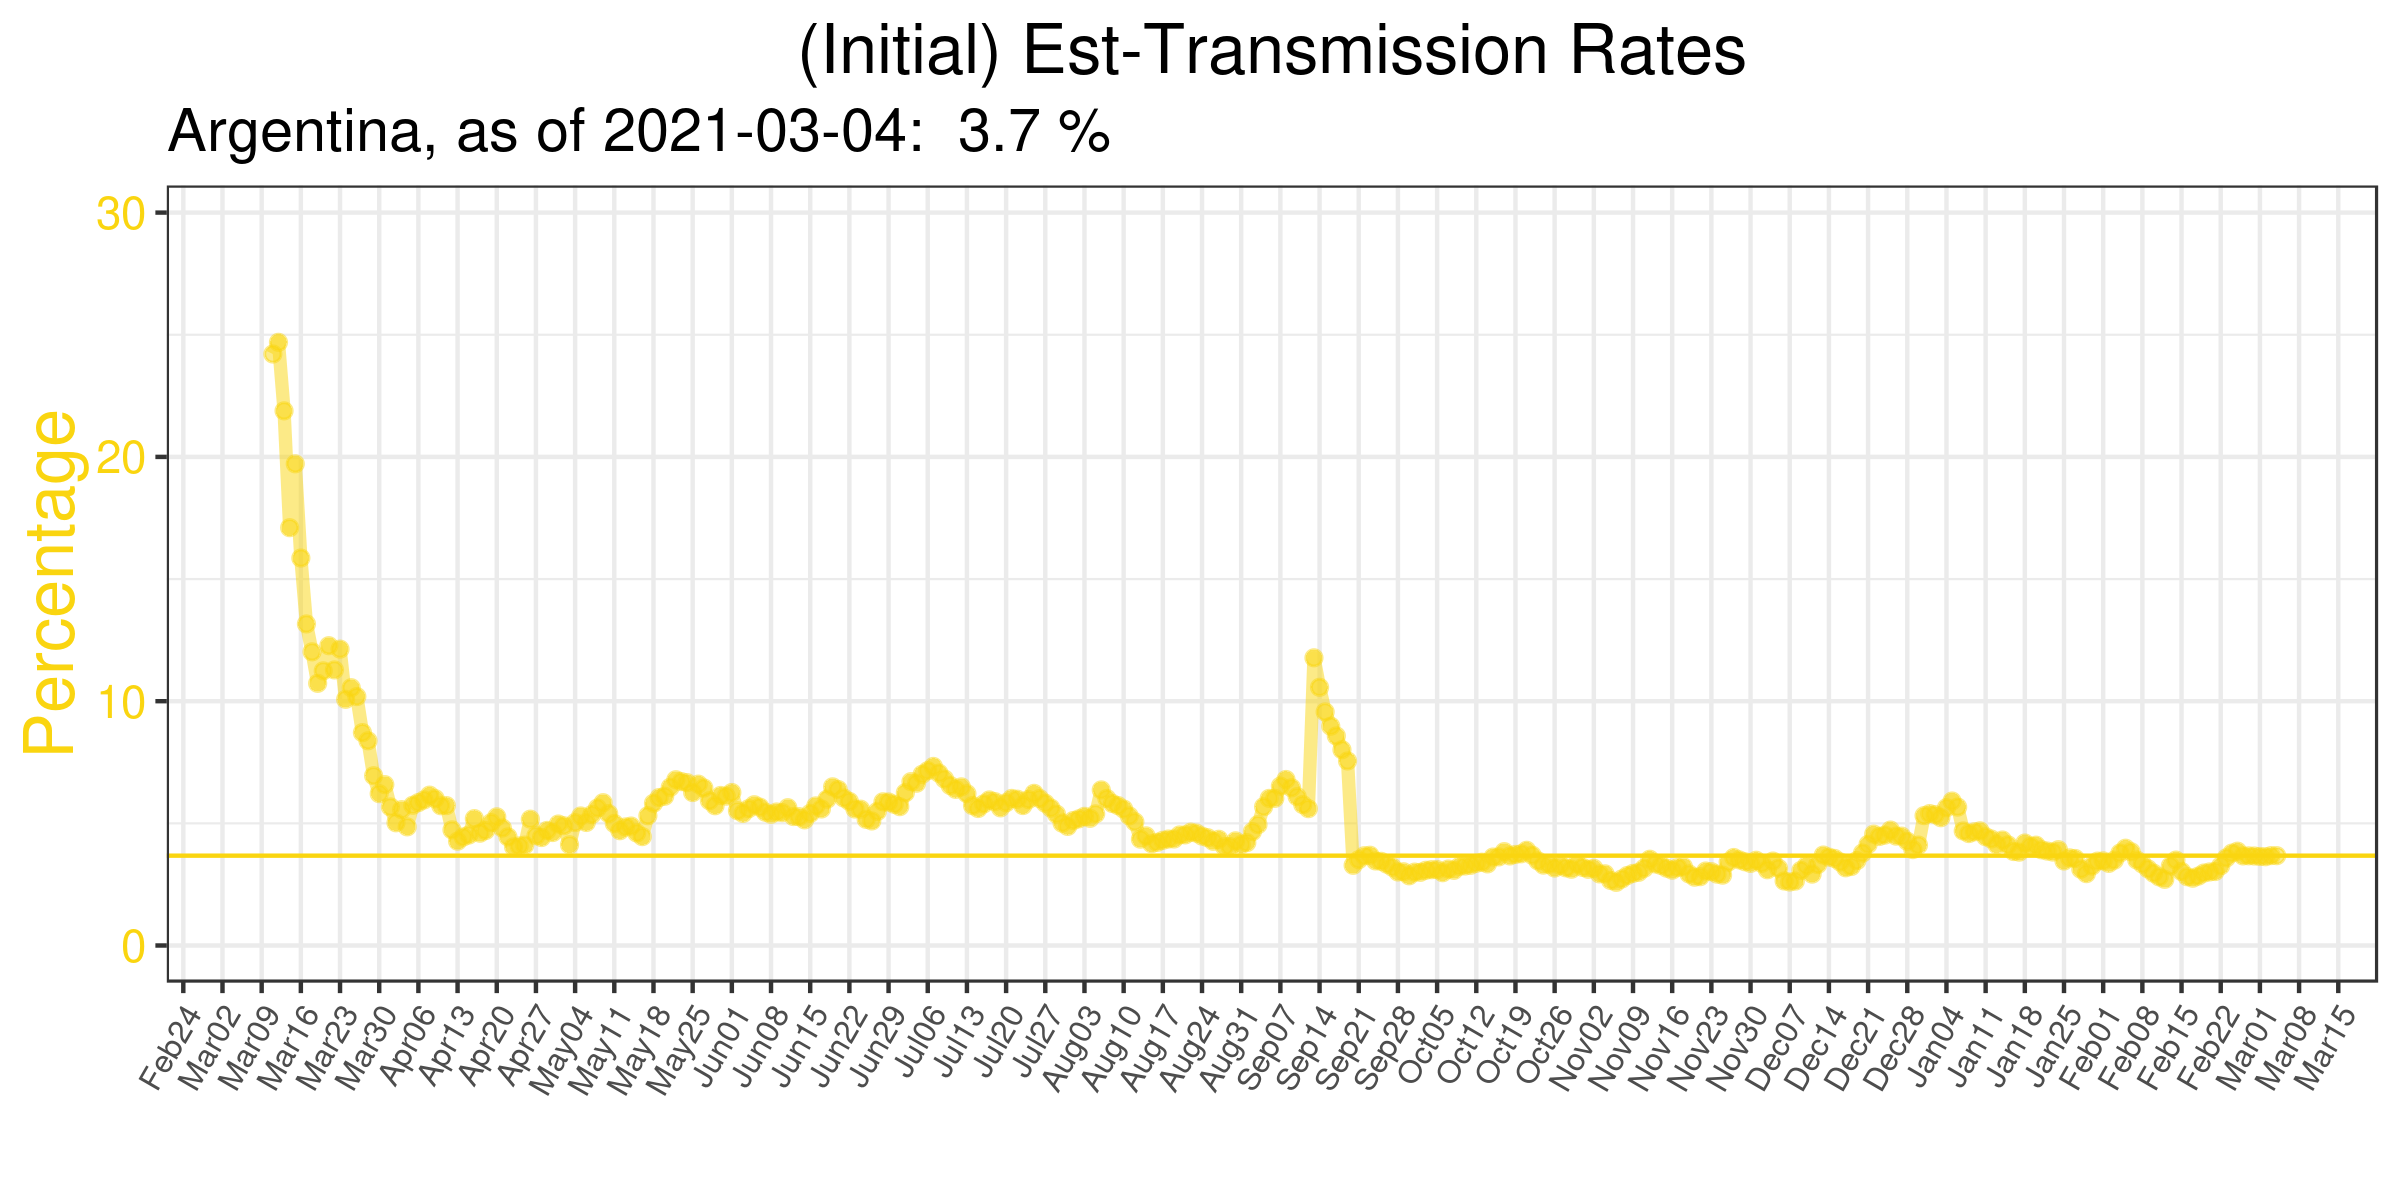 (Initial) Est-Transmission Rates
Argentina, as of 2021-03-04:  3.7 %
Percentage
30
20
10
0
Feb24
Mar02
Mar09
Mar16
Mar23
Mar30
Apr06
Apr13
Apr20
Apr27
May04
May11
May18
May25
Jun01
Jun08
Jun15
Jun22
Jun29
Jul06
Jul13
Jul20
Jul27
Aug03
Aug10
Aug17
Aug24
Aug31
Sep07
Sep14
Sep21
Sep28
Oct05
Oct12
Oct19
Oct26
Nov02
Nov09
Nov16
Nov23
Nov30
Dec07
Dec14
Dec21
Dec28
Jan04
Jan11
Jan18
Jan25
Feb01
Feb08
Feb15
Feb22
Mar01
Mar08
Mar15